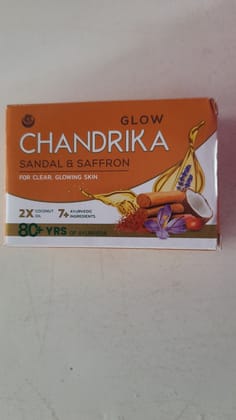 GLOW
CHANDRIKA
SANDAL & SAFFRON
FOR CLEAR, GLOWING SKIN
2X COCONUT OIL 7+ AYURVEDIC INGREDIENTS
80+ YRS OF AYURVEDA